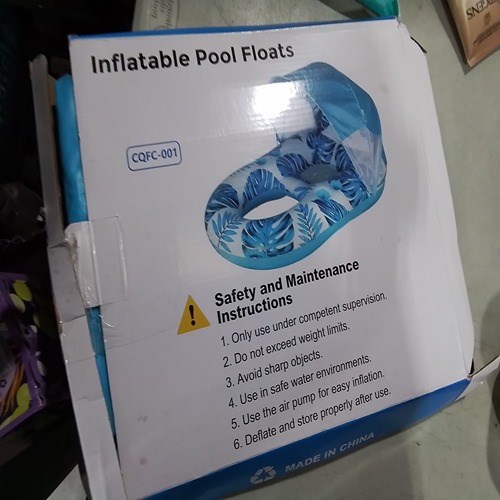 Inflatable Pool Floats
CQFC-001
Safety and Maintenance
Instructions
1. Only use under competent supervision.
2. Do not exceed weight limits.
3. Avoid sharp objects.
4. Use in safe water environments.
5. Use the air pump for easy inflation.
6. Deflate and store properly after use.
MADE IN CHINA